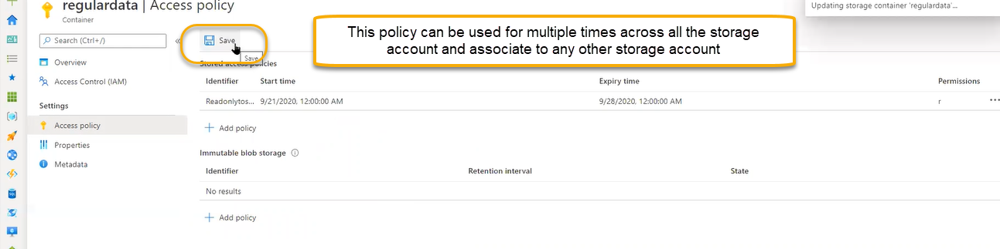 regulardata | Access policy
Container
Updating storage container 'regulardata'...
Search (Ctrl+/)
«
Save
Save
This policy can be used for multiple times across all the storage
account and associate to any other storage account
Overview
Access Control (IAM)
Settings
Access policy
Properties
Metadata
Stored access policies
Identifier Start time Expiry time Permissions
Readonlytos... 9/21/2020, 12:00:00 AM 9/28/2020, 12:00:00 AM r ...
+ Add policy
Immutable blob storage
Identifier Retention interval State
No results
+ Add policy